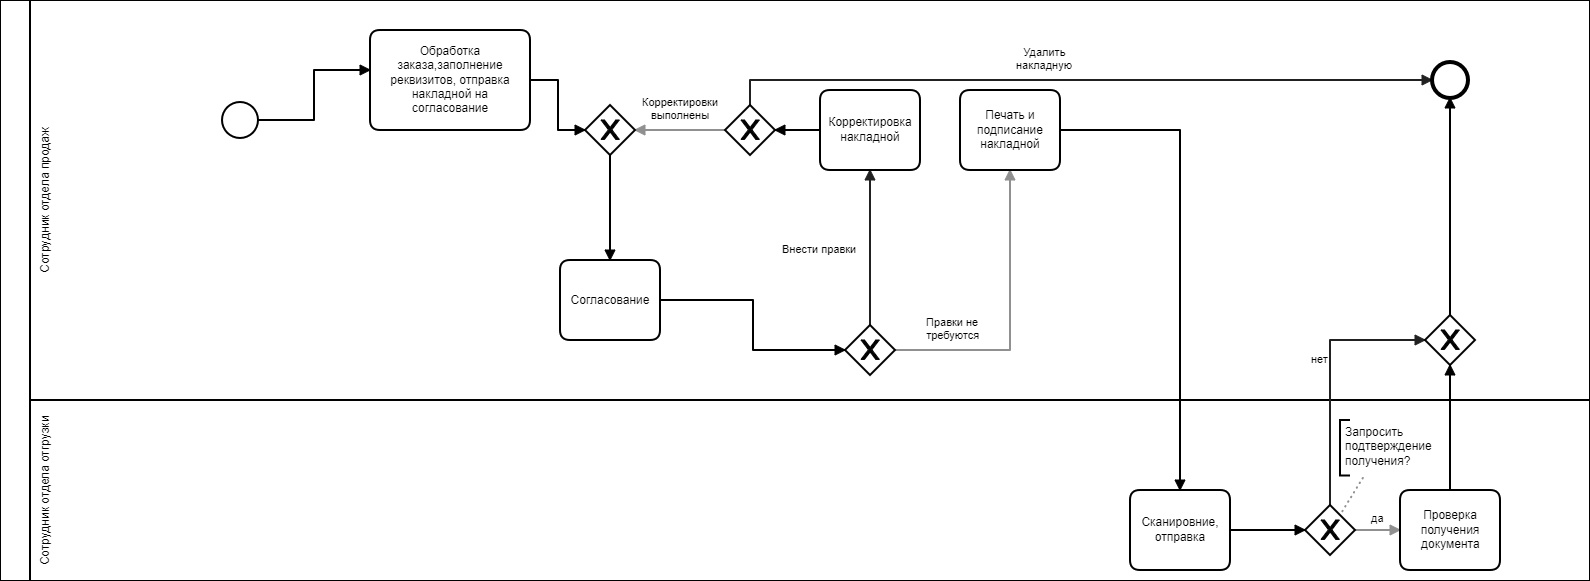 Сотрудник отдела продаж
Обработка
заказа,заполнение
реквизитов, отправка
накладной на
согласование
Корректировки
выполнены
Удалить
накладную
Корректировка
накладной
Печать и
подписание
накладной
Внести правки
Согласование
Правки не
требуются
нет
Сотрудник отдела отгрузки
Запросить
подтверждение
получения?
Сканировние,
отправка
да
Проверка
получения
документа